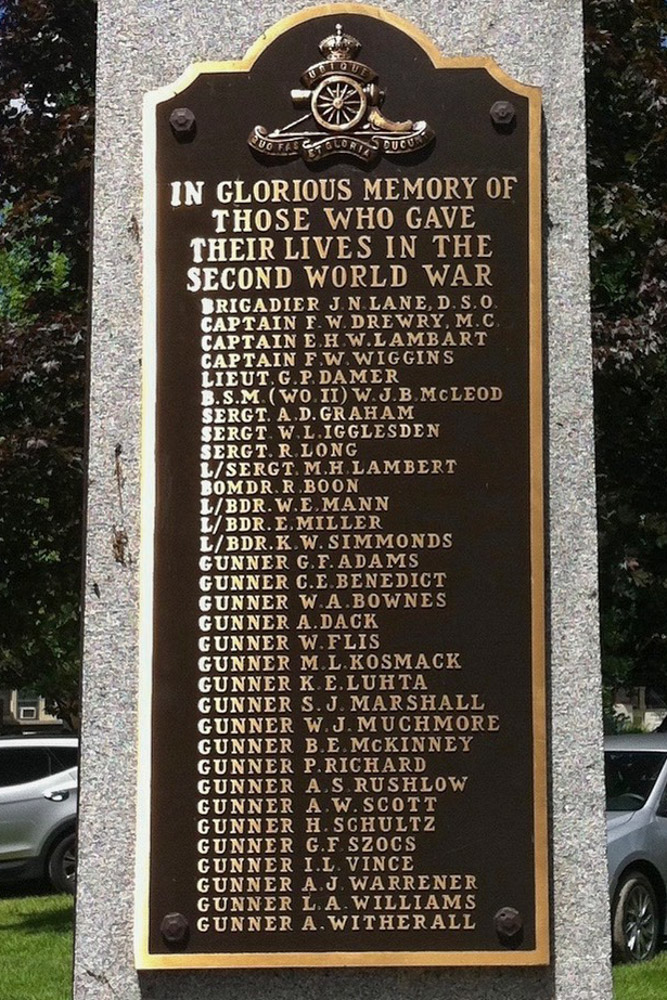 UBIQUE
QUO FAS ET GLORIA DUCUNT
IN GLORIOUS MEMORY OF
THOSE WHO GAVE
THEIR LIVES IN THE
SECOND WORLD WAR
BRIGADIER J.N. LANE, D.S.O.
CAPTAIN F.W. DREWRY, M.C.
CAPTAIN E.H.W. LAMBART
CAPTAIN F.W. WIGGINS
LIEUT. G.P. DAMER
B.S.M. (WO.II) W.J.B. McLEOD
SERGT. A.D. GRAHAM
SERGT. W.L. IGGLESDEN
SERGT. R. LONG
L/SERGT. M.H. LAMBERT
BOMDR. R. BOON
L/BDR. W.E. MANN
L/BDR. E. MILLER
L/BDR. K.W. SIMMONDS
GUNNER G.F. ADAMS
GUNNER C.E. BENEDICT
GUNNER W.A. BOWNES
GUNNER A. DACK
GUNNER W. FLIS
GUNNER M.L. KOSMACK
GUNNER K.E. LUHTA
GUNNER S.J. MARSHALL
GUNNER W.J. MUCHMORE
GUNNER B.E. McKINNEY
GUNNER P. RICHARD
GUNNER A.S. RUSHLOW
GUNNER A.W. SCOTT
GUNNER H. SCHULTZ
GUNNER G.F. SZOCS
GUNNER I.L. VINCE
GUNNER A.J. WARRENER
GUNNER L.A. WILLIAMS
GUNNER A. WITHERALL